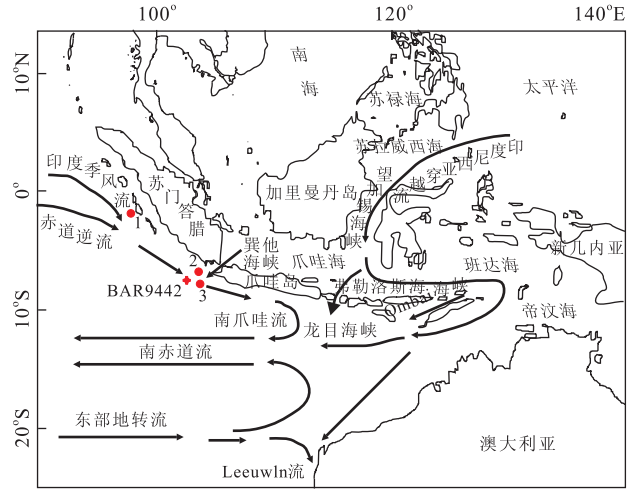 100°
120°
140°E
10°N
0°
10°S
20°S
南
海
太平洋
苏禄海
苏拉威西海
印度尼西亚穿越流
望加锡海峡
加里曼丹岛
印度季风流
苏门答腊
赤道逆流
1
2
3
BAR9442
巽他
海峡
爪哇海
爪哇岛
弗勒洛斯海
Ombai海峡
班达海
新几内亚
帝汶海
南爪哇流
龙目海峡
南赤道流
东部地转流
Leeuwln流
澳大利亚